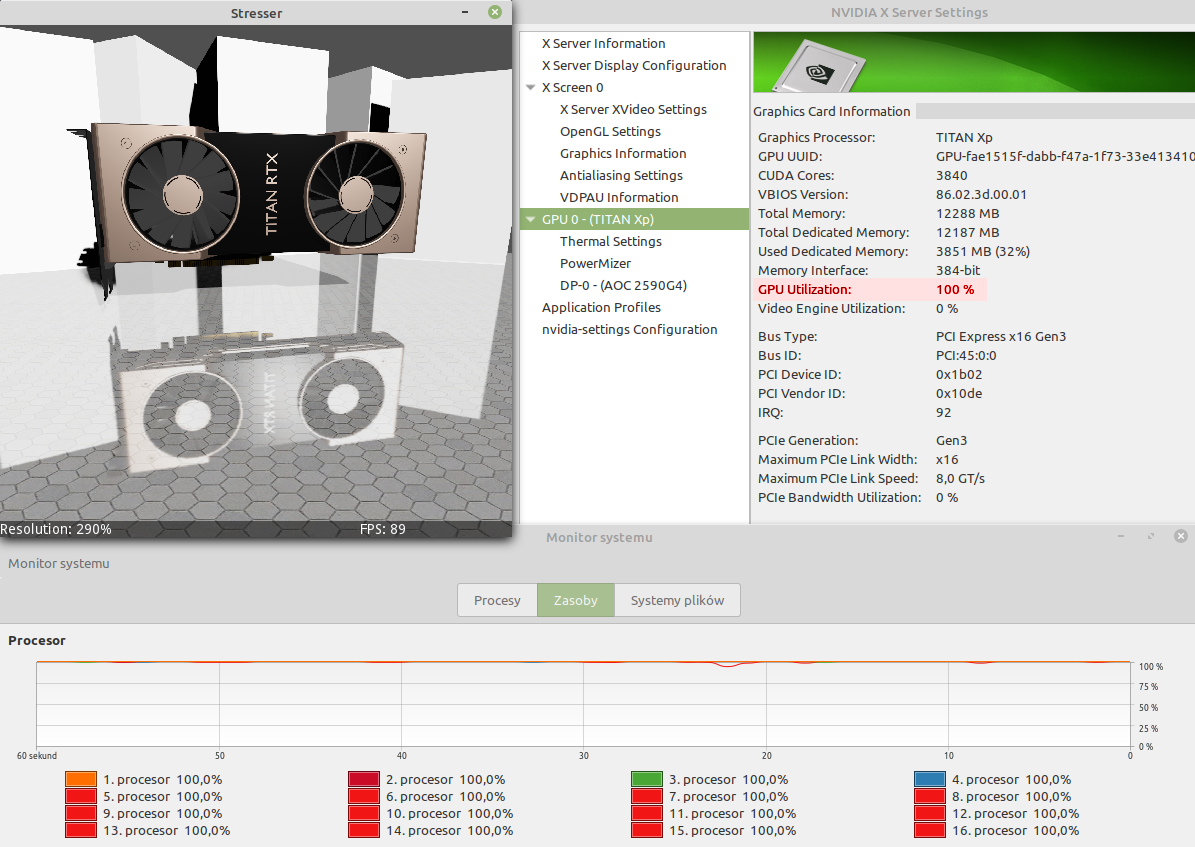 Stresser
TITAN RTX
TITAN RTX
Resolution: 290%
FPS: 89
NVIDIA X Server Settings
X Server Information
X Server Display Configuration
X Screen 0
X Server XVideo Settings
OpenGL Settings
Graphics Information
Antialiasing Settings
VDPAU Information
GPU 0 - (TITAN Xp)
Thermal Settings
PowerMizer
DP-0 - (AOC 2590G4)
Application Profiles
nvidia-settings Configuration
Graphics Card Information
Graphics Processor: TITAN Xp
GPU UUID: GPU-fae1515f-dabb-f47a-1f73-33e413410
CUDA Cores: 3840
VBIOS Version: 86.02.3d.00.01
Total Memory: 12288 MB
Total Dedicated Memory: 12187 MB
Used Dedicated Memory: 3851 MB (32%)
Memory Interface: 384-bit
GPU Utilization: 100 %
Video Engine Utilization: 0 %
Bus Type: PCI Express x16 Gen3
Bus ID: PCI:45:0:0
PCI Device ID: 0x1b02
PCI Vendor ID: 0x10de
IRQ: 92
PCIe Generation: Gen3
Maximum PCIe Link Width: x16
Maximum PCIe Link Speed: 8,0 GT/s
PCIe Bandwidth Utilization: 0 %
Monitor systemu
Monitor systemu
Procesy Zasoby Systemy plików
Procesor
100 %
75 %
50 %
25 %
0 %
60 sekund 50 40 30 20 10 0
1. procesor 100,0% 2. procesor 100,0% 3. procesor 100,0% 4. procesor 100,0%
5. procesor 100,0% 6. procesor 100,0% 7. procesor 100,0% 8. procesor 100,0%
9. procesor 100,0% 10. procesor 100,0% 11. procesor 100,0% 12. procesor 100,0%
13. procesor 100,0% 14. procesor 100,0% 15. procesor 100,0% 16. procesor 100,0%